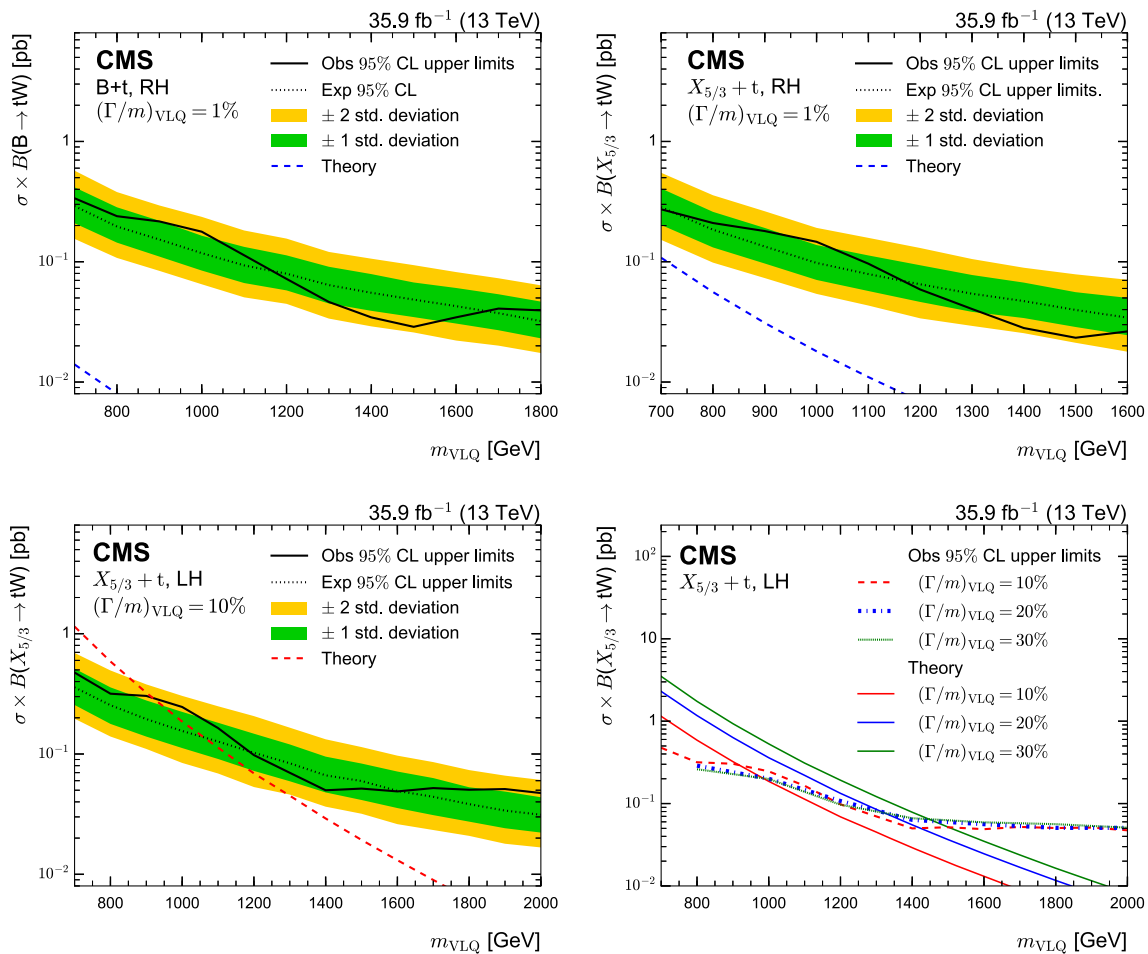 35.9 fb⁻¹ (13 TeV)
CMS
B+t, RH
(Γ/m)VLQ = 1%
Obs 95% CL upper limits
Exp 95% CL
± 2 std. deviation
± 1 std. deviation
Theory
σ × B(B → tW) [pb]
1
10⁻¹
10⁻²
800 1000 1200 1400 1600 1800
mVLQ [GeV]
35.9 fb⁻¹ (13 TeV)
CMS
X5/3 + t, RH
(Γ/m)VLQ = 1%
Obs 95% CL upper limits
Exp 95% CL upper limits.
± 2 std. deviation
± 1 std. deviation
Theory
σ × B(X5/3 → tW) [pb]
1
10⁻¹
10⁻²
700 800 900 1000 1100 1200 1300 1400 1500 1600
mVLQ [GeV]
35.9 fb⁻¹ (13 TeV)
CMS
X5/3 + t, LH
(Γ/m)VLQ = 10%
Obs 95% CL upper limits
Exp 95% CL upper limits
± 2 std. deviation
± 1 std. deviation
Theory
σ × B(X5/3 → tW) [pb]
1
10⁻¹
10⁻²
800 1000 1200 1400 1600 1800 2000
mVLQ [GeV]
35.9 fb⁻¹ (13 TeV)
CMS
X5/3 + t, LH
Obs 95% CL upper limits
(Γ/m)VLQ = 10%
(Γ/m)VLQ = 20%
(Γ/m)VLQ = 30%
Theory
(Γ/m)VLQ = 10%
(Γ/m)VLQ = 20%
(Γ/m)VLQ = 30%
σ × B(X5/3 → tW) [pb]
10²
10
1
10⁻¹
10⁻²
800 1000 1200 1400 1600 1800 2000
mVLQ [GeV]